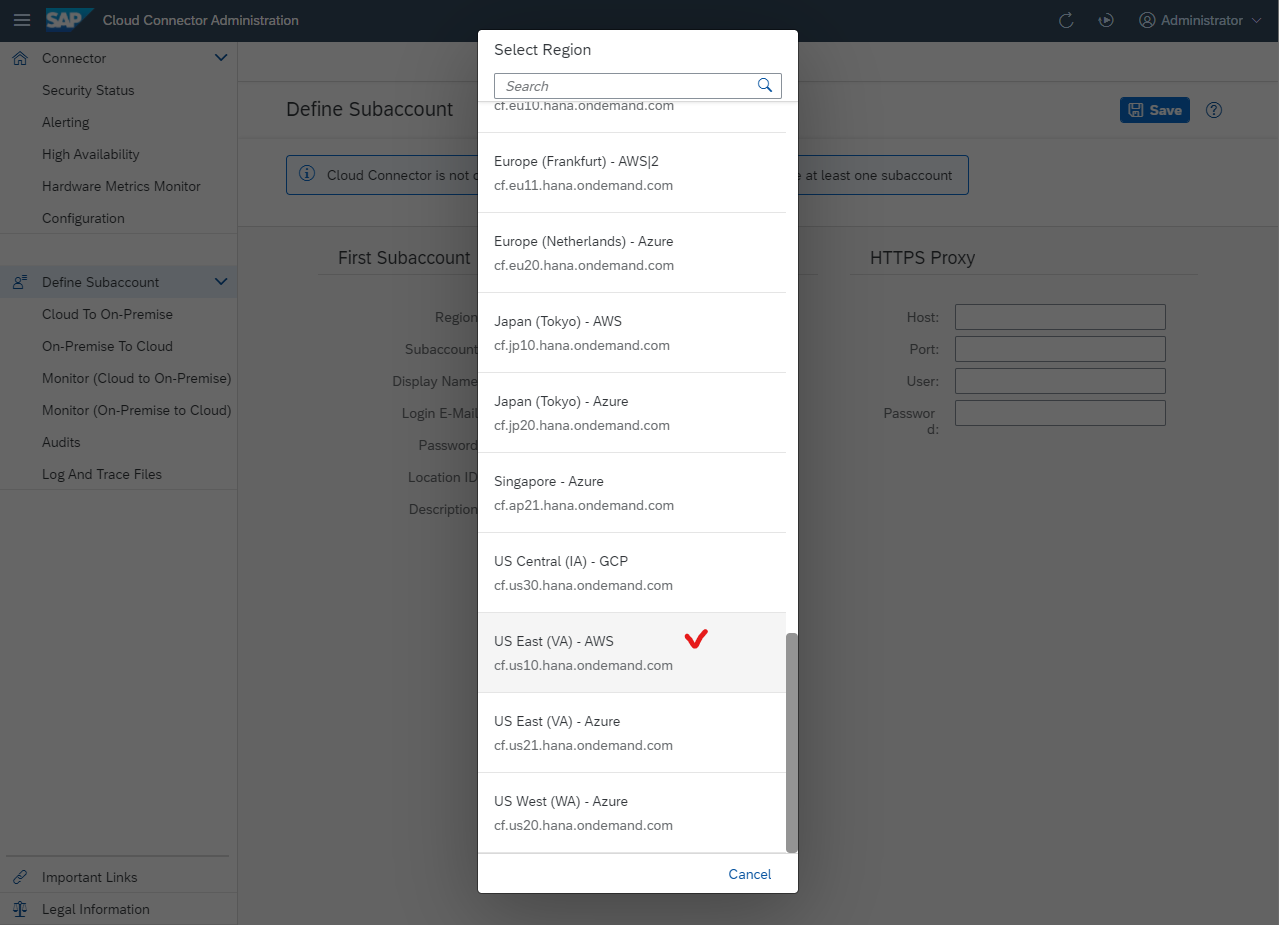 SAP Cloud Connector Administration
Administrator
Connector
Security Status
Alerting
High Availability
Hardware Metrics Monitor
Configuration
Define Subaccount
Cloud To On-Premise
On-Premise To Cloud
Monitor (Cloud to On-Premise)
Monitor (On-Premise to Cloud)
Audits
Log And Trace Files
Important Links
Legal Information
Define Subaccount
Save
Cloud Connector is not
at least one subaccount
First Subaccount
Region
Subaccount
Display Name
Login E-Mail
Password
Location ID
Description
Select Region
Search
cf.eu10.hana.ondemand.com
Europe (Frankfurt) - AWS|2
cf.eu11.hana.ondemand.com
Europe (Netherlands) - Azure
cf.eu20.hana.ondemand.com
Japan (Tokyo) - AWS
cf.jp10.hana.ondemand.com
Japan (Tokyo) - Azure
cf.jp20.hana.ondemand.com
Singapore - Azure
cf.ap21.hana.ondemand.com
US Central (IA) - GCP
cf.us30.hana.ondemand.com
US East (VA) - AWS
cf.us10.hana.ondemand.com
US East (VA) - Azure
cf.us21.hana.ondemand.com
US West (WA) - Azure
cf.us20.hana.ondemand.com
Cancel
HTTPS Proxy
Host:
Port:
User:
Passwor
d: